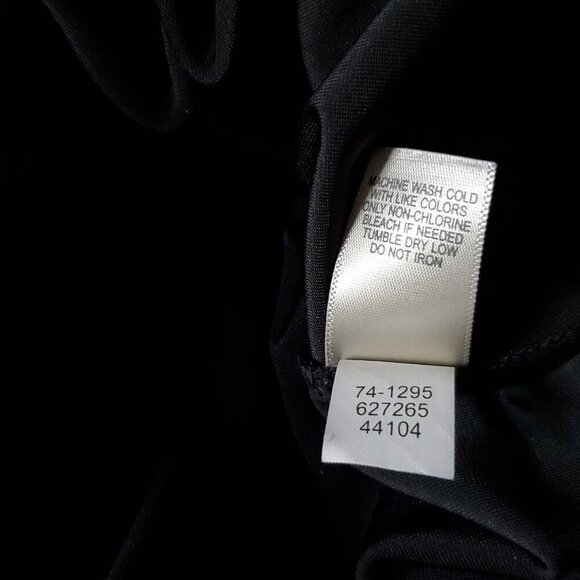 MACHINE WASH COLD
WITH LIKE COLORS
ONLY NON-CHLORINE
BLEACH IF NEEDED
TUMBLE DRY LOW
DO NOT IRON
74-1295
627265
44104